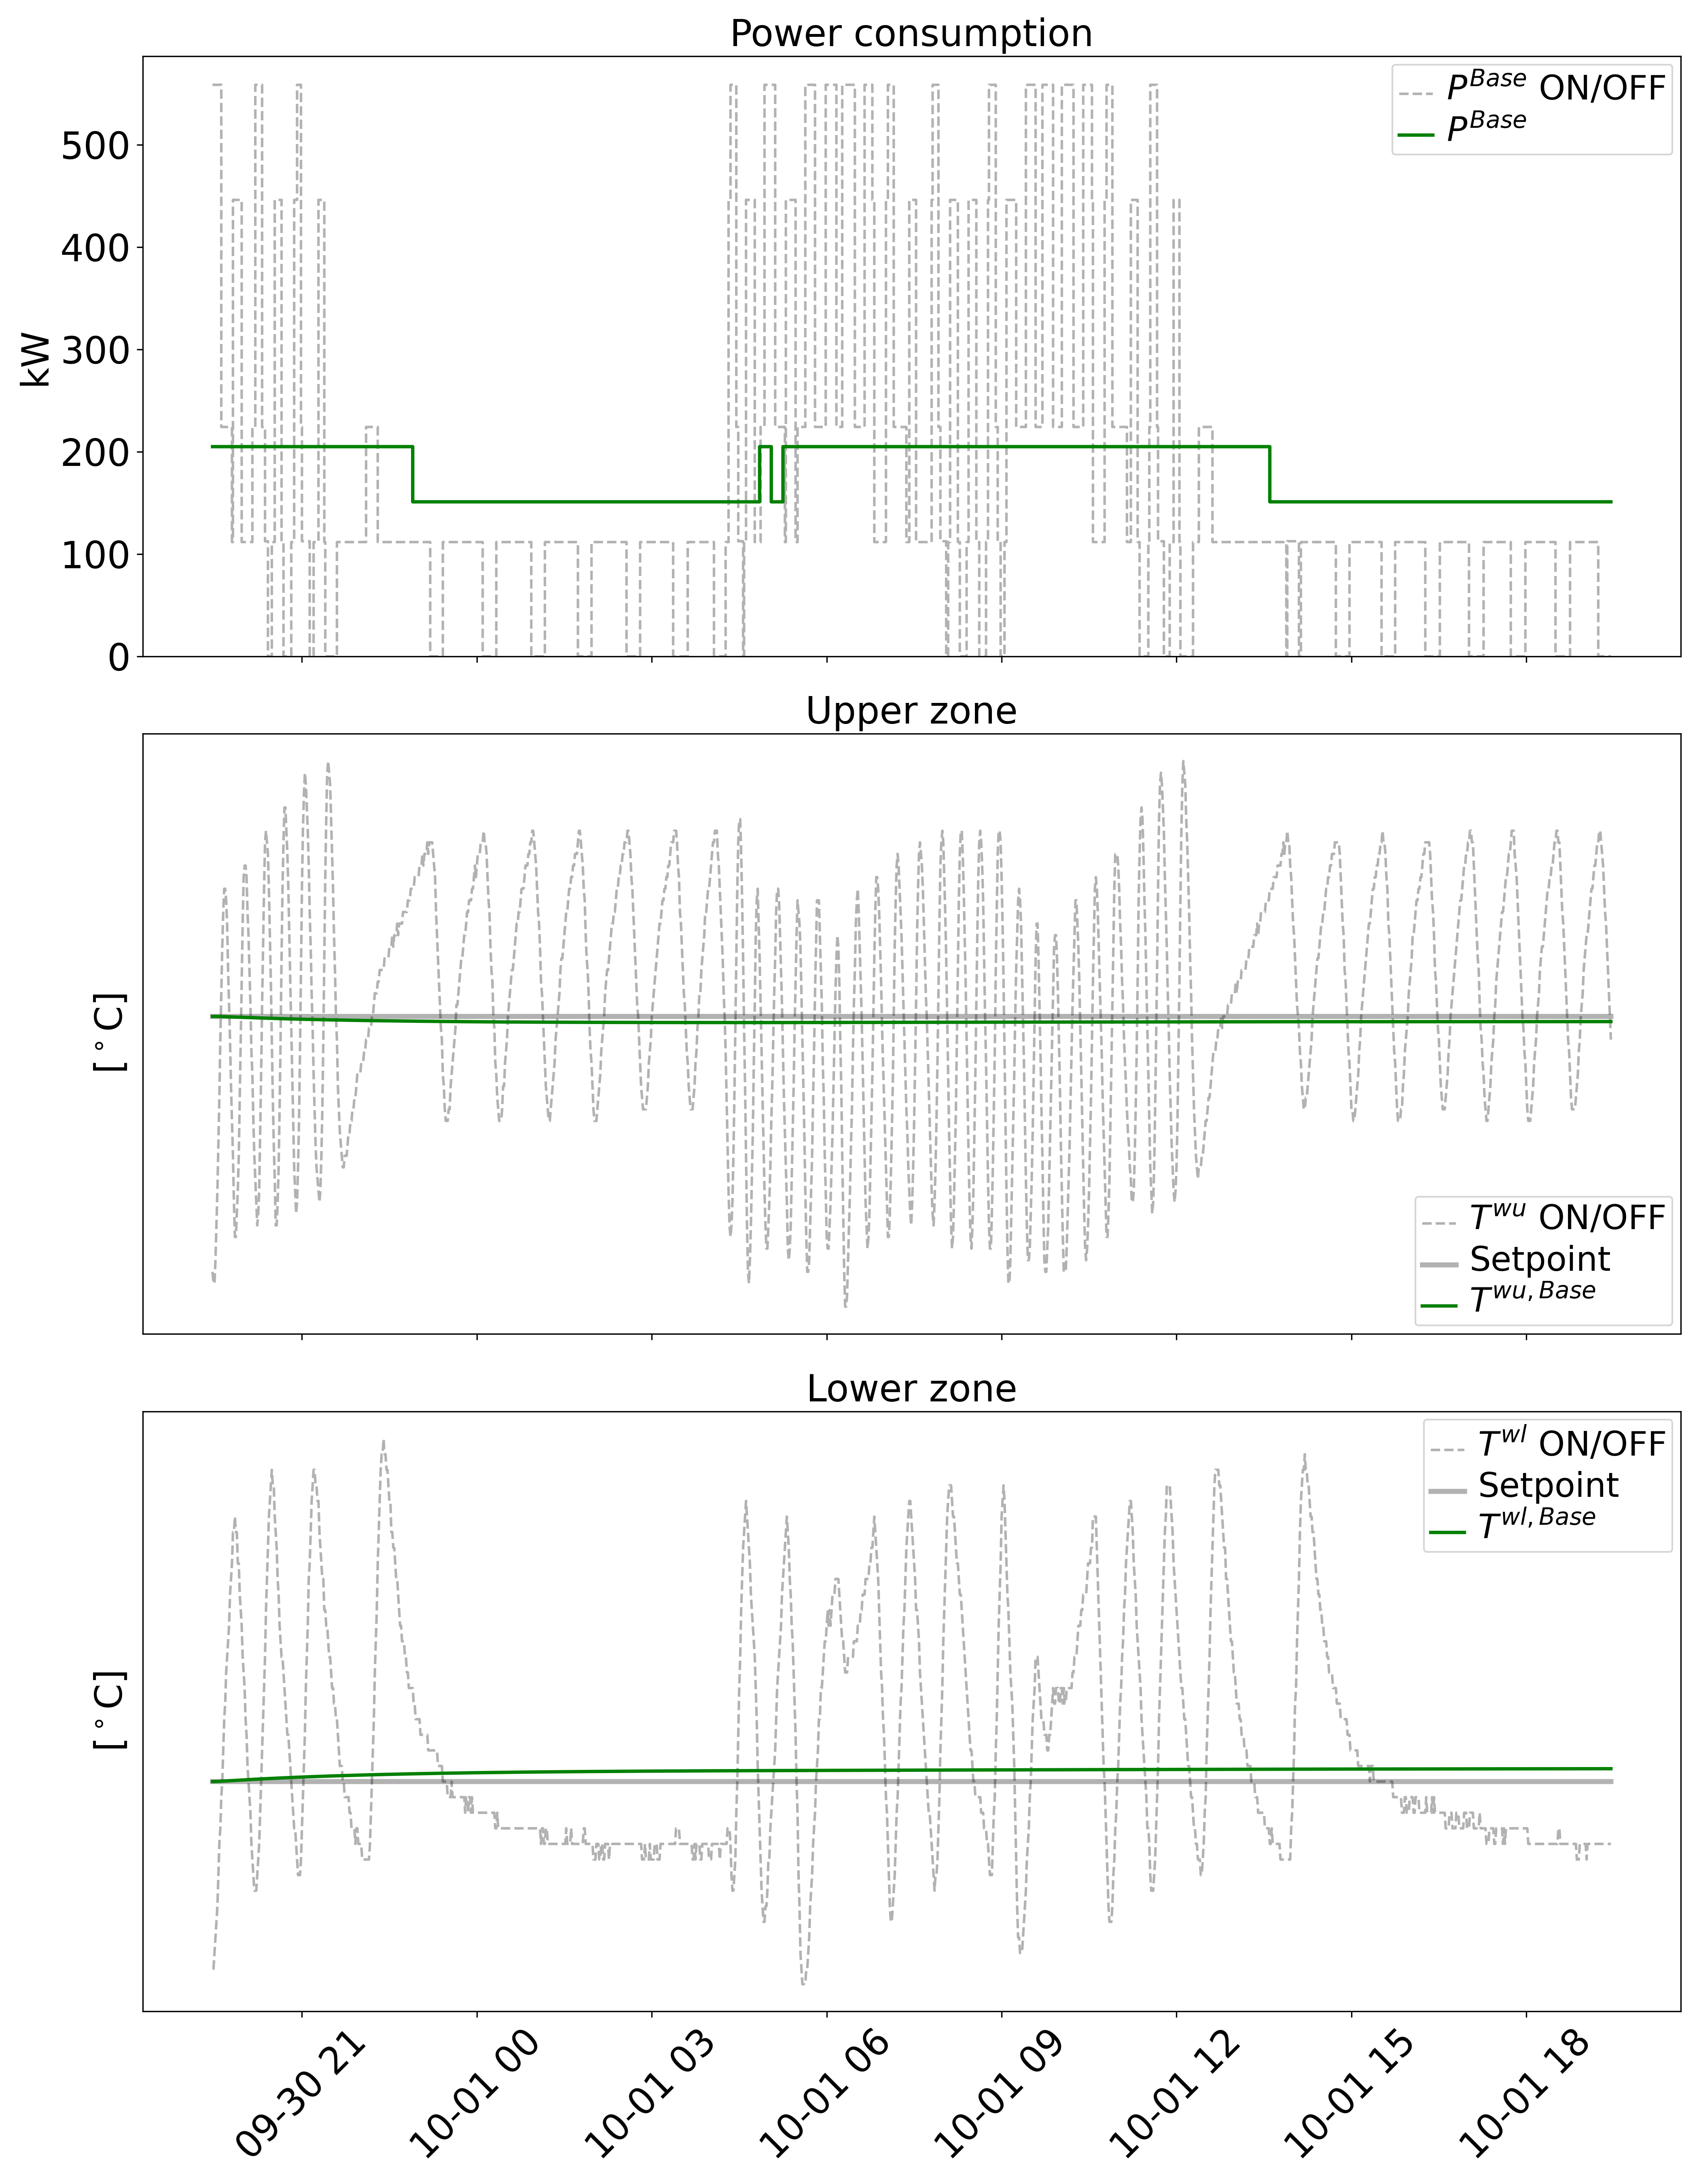 Power consumption
P^Base ON/OFF
P^Base
kW
500
400
300
200
100
0
Upper zone
[°C]
T^wu ON/OFF
Setpoint
T^wu, Base
Lower zone
[°C]
T^wl ON/OFF
Setpoint
T^wl, Base
09-30 21
10-01 00
10-01 03
10-01 06
10-01 09
10-01 12
10-01 15
10-01 18